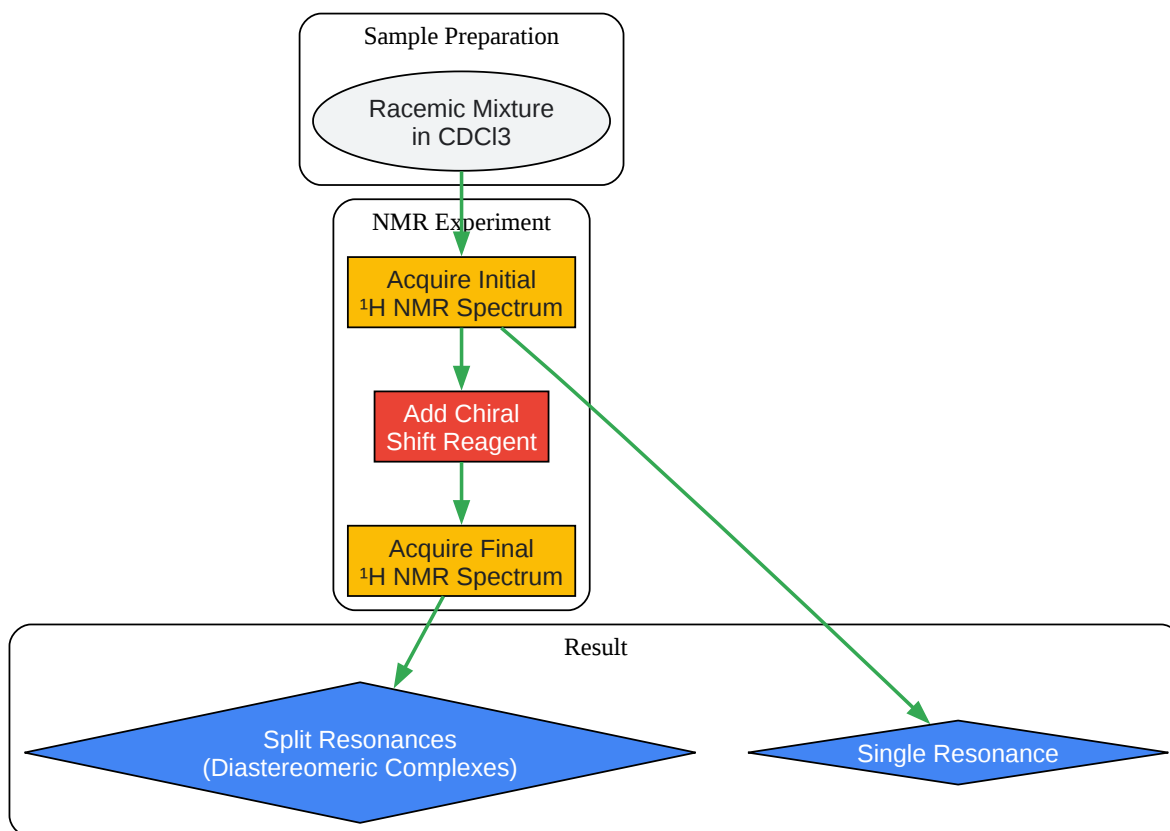 Sample Preparation
Racemic Mixture
in CDCl3
NMR Experiment
Acquire Initial
¹H NMR Spectrum
Add Chiral
Shift Reagent
Acquire Final
¹H NMR Spectrum
Result
Split Resonances
(Diastereomeric Complexes)
Single Resonance